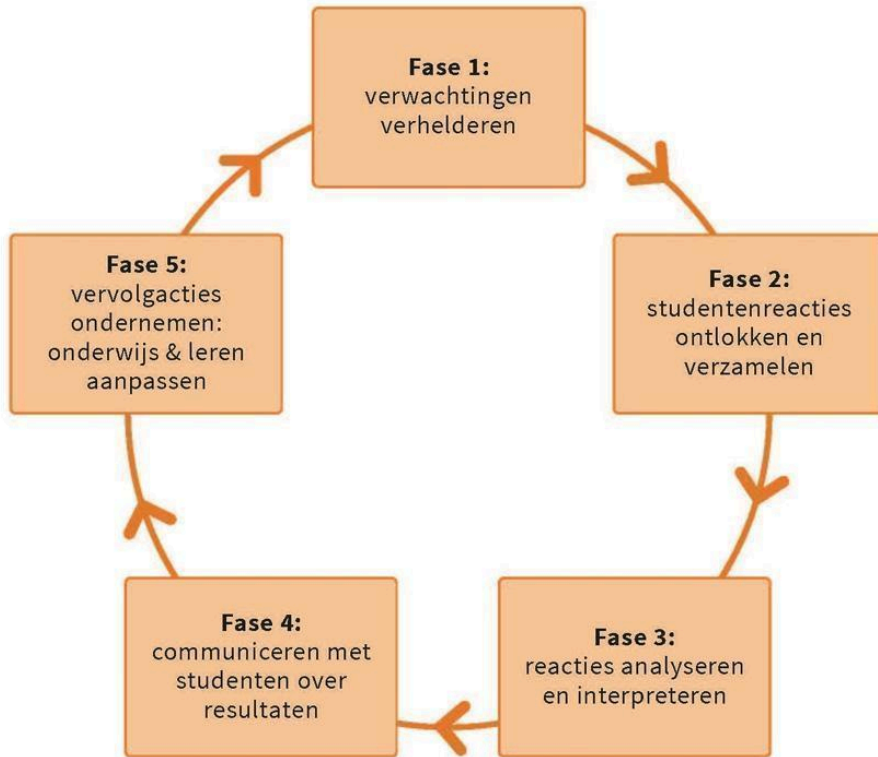 Fase 1:
verwachtingen
verhelderen
Fase 2:
studentenreacties
ontlokken en
verzamelen
Fase 3:
reacties analyseren
en interpreteren
Fase 4:
communiceren met
studenten over
resultaten
Fase 5:
vervolgacties
ondernemen:
onderwijs & leren
aanpassen